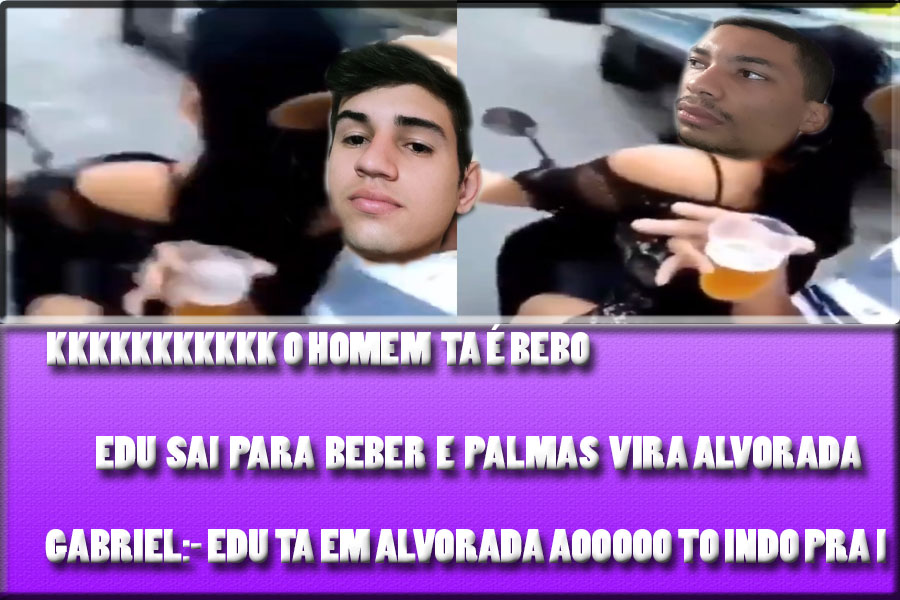 KKKKKKKKKKK O HOMEM TA É BEBO
EDU SAI PARA BEBER E PALMAS VIRA ALVORADA
GABRIEL:- EDU TA EM ALVORADA AOOOOO TO INDO PRA I